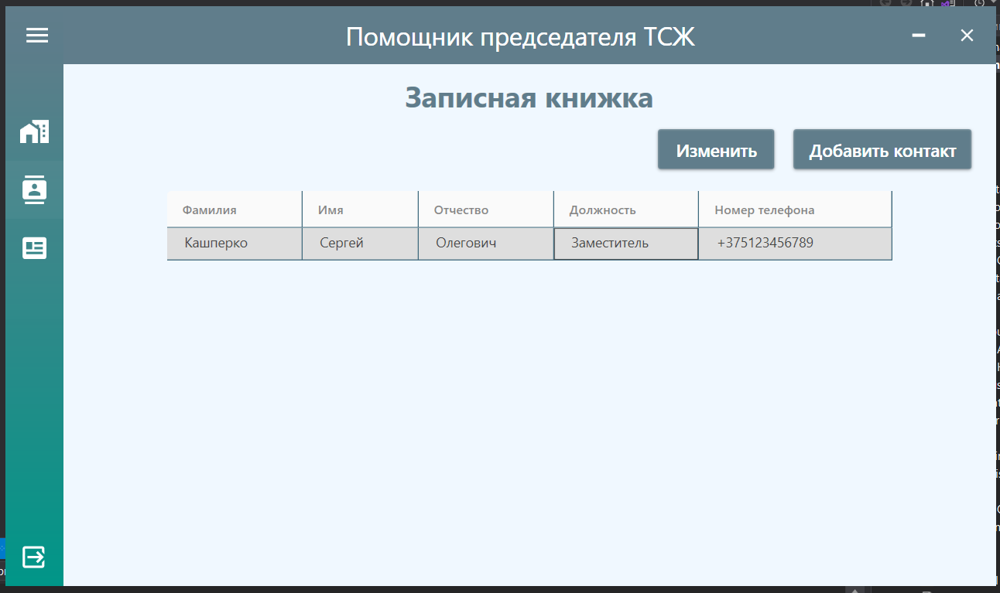 Помощник председателя ТСЖ
Записная книжка
Изменить Добавить контакт
Фамилия Имя Отчество Должность Номер телефона
Кашперко Сергей Олегович Заместитель +375123456789